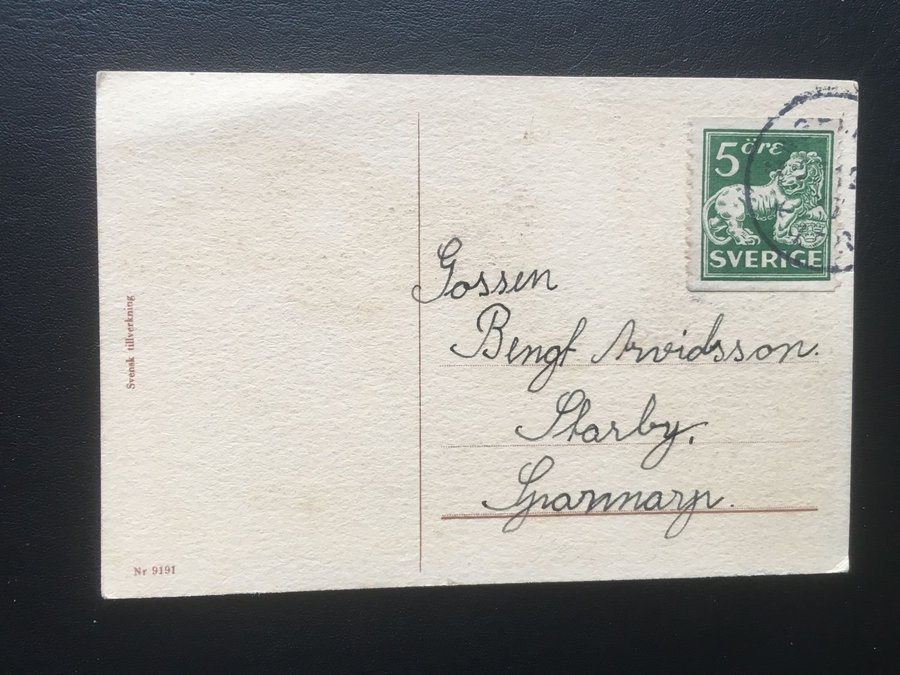 5 öre
SVERIGE
Gossen
Bengt Arvidsson.
Starby,
Spannarp.
Svensk tillverkning
Nr 9191